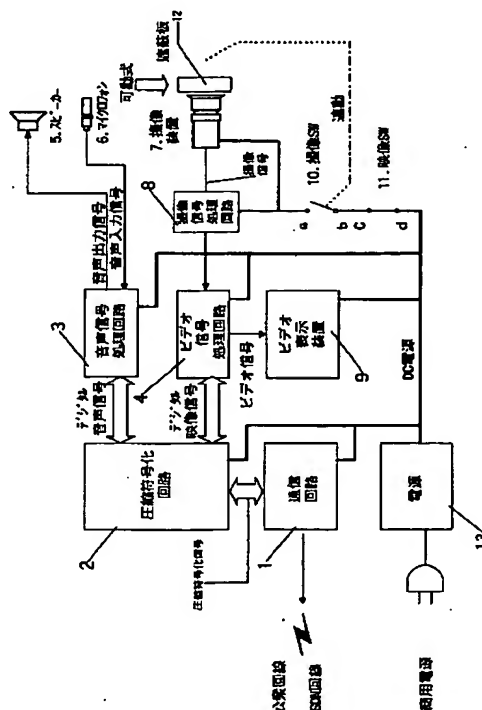 5.スピーカー
6.マイクロフォン
音声出力信号
音声入力信号
3
音声信号
処理回路
デジタル
音声信号
2
圧縮符号化
回路
圧縮符号化信号
1
通信
回路
公衆回線
ISDN回線
4
ビデオ
信号
処理回路
デジタル
映像信号
ビデオ信号
ビデオ
表示
装置
9
8
撮像
信号処理
回路
撮像
信号
7.撮像
装置
可動式
遮蔽板
12
連動
10.撮像SW
11.映像SW
a
b
C
d
DC電源
電源
13
商用電源